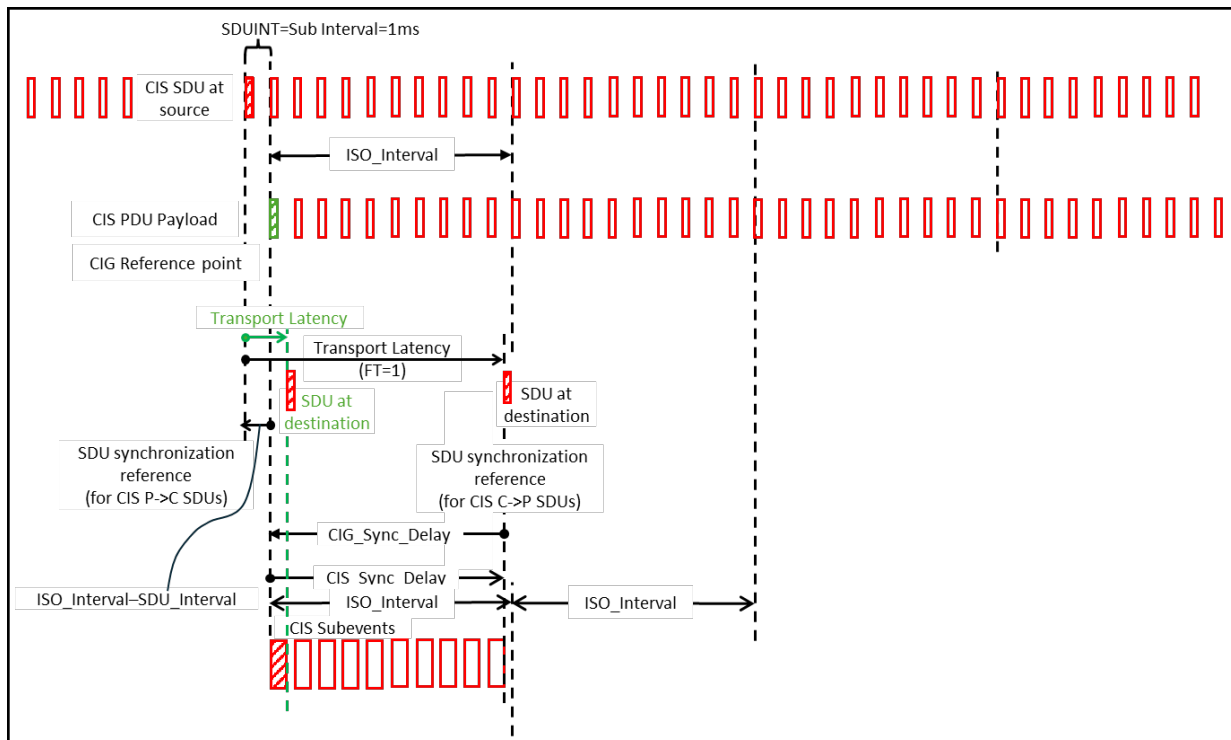 SDUINT=Sub Interval=1ms
CIS SDU at
source
ISO_Interval
CIS PDU Payload
CIG Reference point
Transport Latency
Transport Latency
(FT=1)
SDU at
destination
SDU at
destination
SDU synchronization
reference
(for CIS P->C SDUs)
SDU synchronization
reference
(for CIS C->P SDUs)
CIG_Sync_Delay
CIS_Sync_Delay
ISO_Interval–SDU_Interval
ISO_Interval
ISO_Interval
CIS Subevents